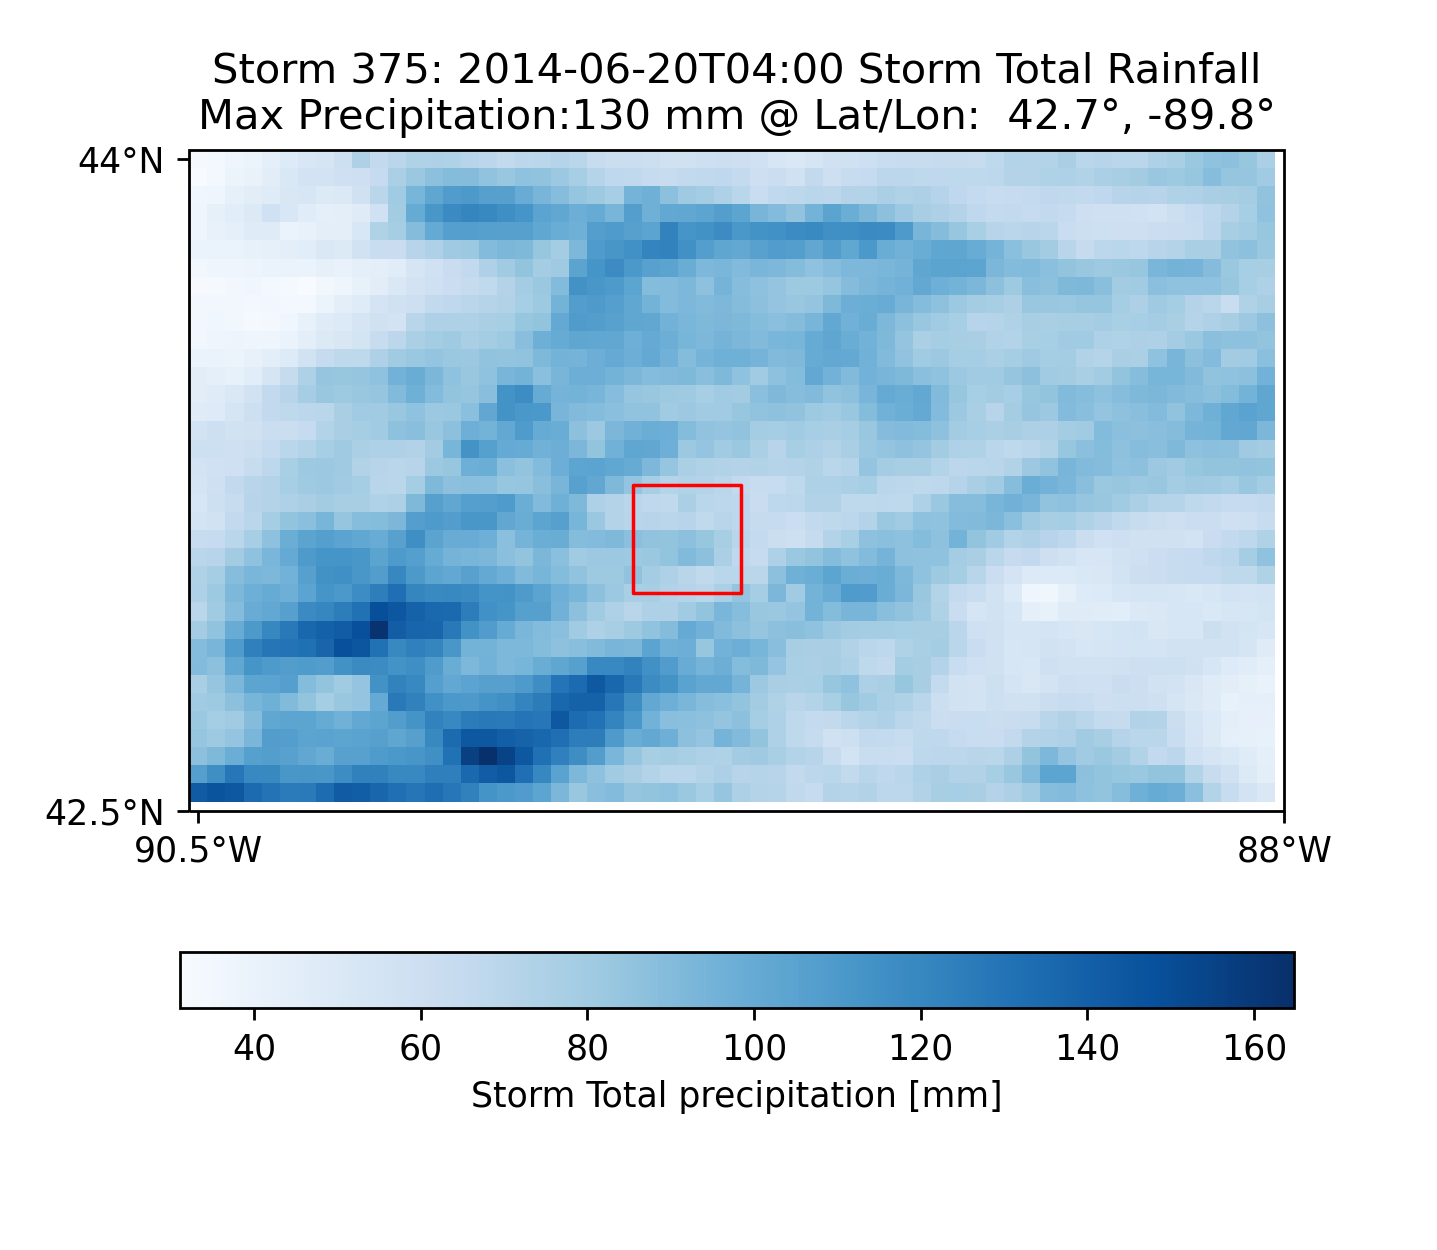 Storm 375: 2014-06-20T04:00 Storm Total Rainfall
Max Precipitation:130 mm @ Lat/Lon:  42.7°, -89.8°
44°N
42.5°N
90.5°W
88°W
40
60
80
100
120
140
160
Storm Total precipitation [mm]